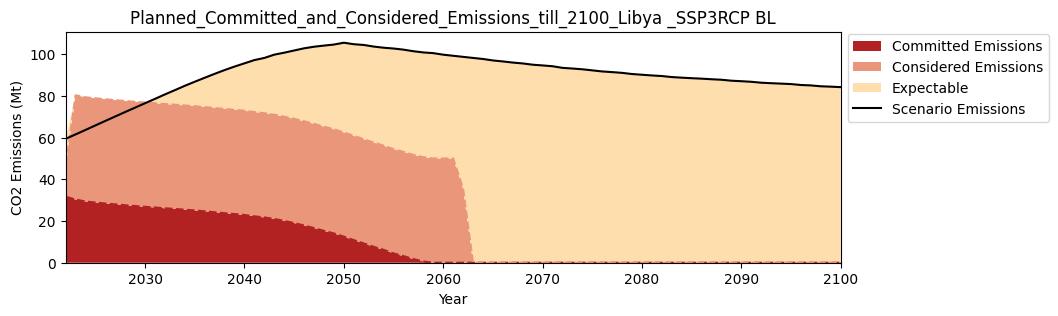 Planned_Committed_and_Considered_Emissions_till_2100_Libya _SSP3RCP BL
Committed Emissions
Considered Emissions
Expectable
Scenario Emissions
CO2 Emissions (Mt)
100
80
60
40
20
0
2030 2040 2050 2060 2070 2080 2090 2100
Year